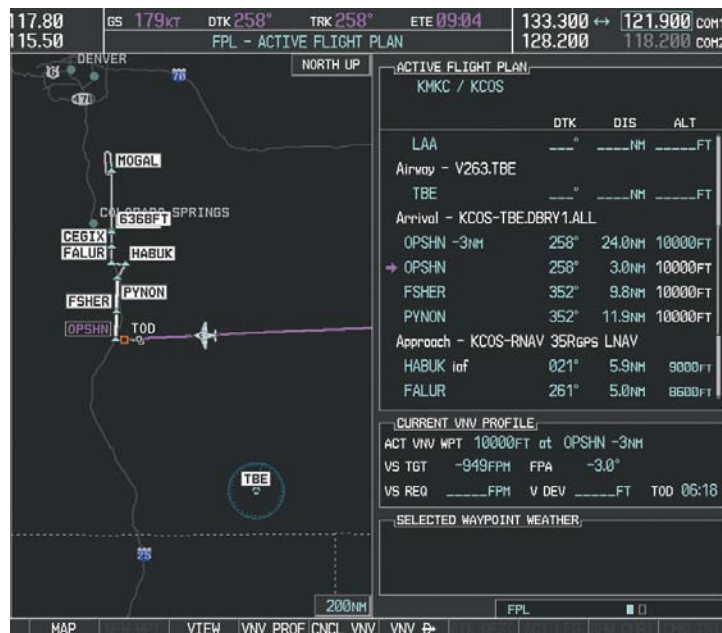 117.80 GS 179KT DTK 258° TRK 258° ETE 09:04 133.300 ↔ 121.900 COM1
115.50 FPL - ACTIVE FLIGHT PLAN 128.200 118.200 COM2
DENVER
NORTH UP
70
470
MOGAL
COLORADO SPRINGS
6368FT
CEGIX
FALUR HABUK
PYNON
FSHER
OPSHN TOD
TBE
25
200NM
ACTIVE FLIGHT PLAN
KMKC / KCOS
DTK DIS ALT
LAA ___° ____NM _____FT
Airway - V263.TBE
TBE ___° ____NM _____FT
Arrival - KCOS-TBE.DBRY1.ALL
OPSHN -3NM 258° 24.0NM 10000FT
OPSHN 258° 3.0NM 10000FT
FSHER 352° 9.8NM 10000FT
PYNON 352° 11.9NM 10000FT
Approach - KCOS-RNAV 35RGPS LNAV
HABUK iaf 021° 5.9NM 9000FT
FALUR 261° 5.0NM 8600FT
CURRENT VNV PROFILE
ACT VNV WPT 10000FT at OPSHN -3NM
VS TGT -949FPM FPA -3.0°
VS REQ _____FPM V DEV _____FT TOD 06:18
SELECTED WAYPOINT WEATHER
FPL
MAP VIEW VNV PROF CNCL VNV VNV D→